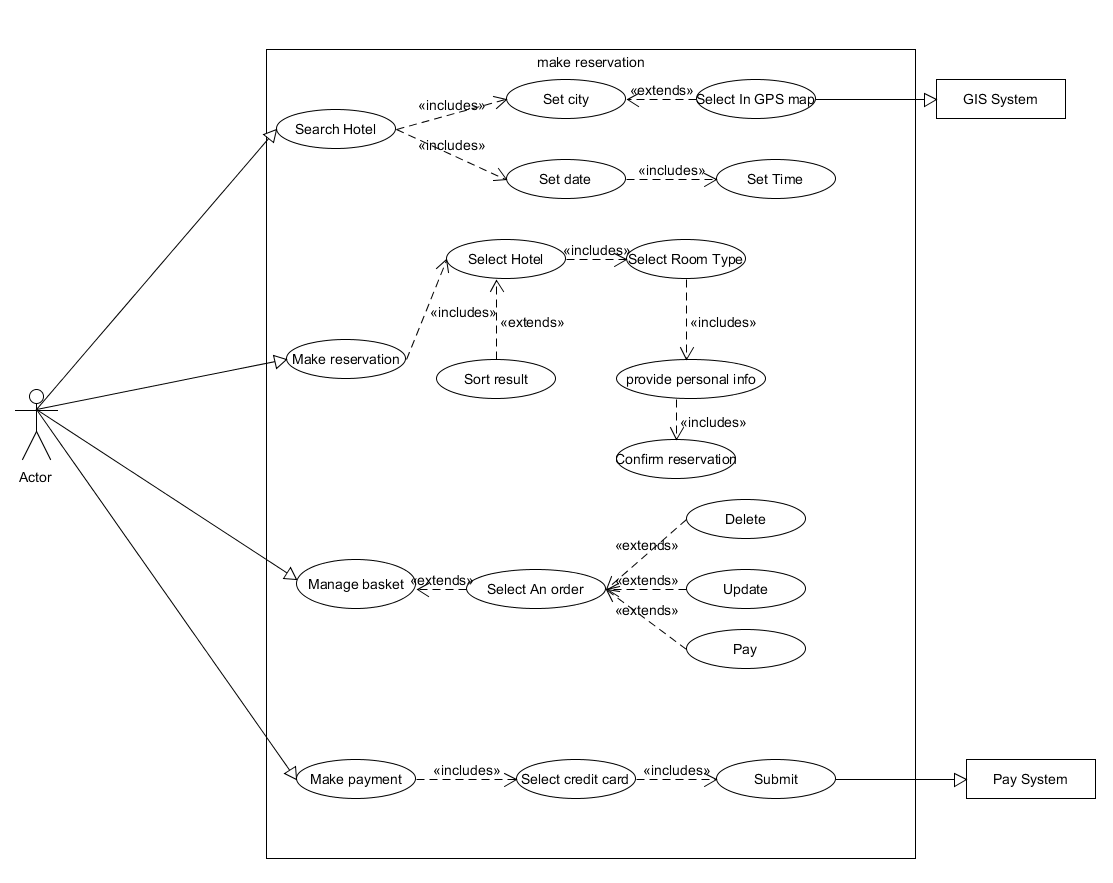 make reservation
«includes»
Set city
«extends»
Select In GPS map
GIS System
Search Hotel
«includes»
Set date
«includes»
Set Time
Select Hotel
«includes»
Select Room Type
«includes»
«extends»
«includes»
Make reservation
Sort result
provide personal info
«includes»
Confirm reservation
Actor
Delete
«extends»
Manage basket
«extends»
Select An order
«extends»
Update
«extends»
Pay
Make payment
«includes»
Select credit card
«includes»
Submit
Pay System